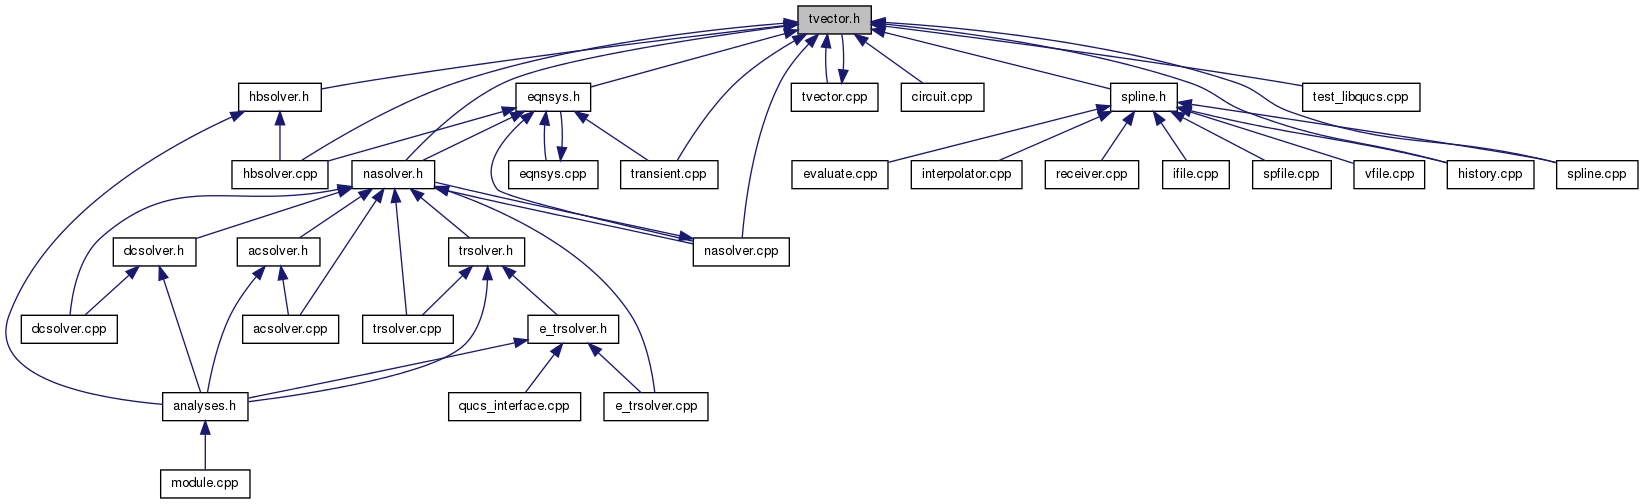 tvector.h
hbsolver.h
eqnsys.h
tvector.cpp
circuit.cpp
spline.h
test_libqucs.cpp
hbsolver.cpp
nasolver.h
eqnsys.cpp
transient.cpp
evaluate.cpp
interpolator.cpp
receiver.cpp
ifile.cpp
spfile.cpp
vfile.cpp
history.cpp
spline.cpp
dcsolver.h
acsolver.h
trsolver.h
nasolver.cpp
dcsolver.cpp
acsolver.cpp
trsolver.cpp
e_trsolver.h
analyses.h
qucs_interface.cpp
e_trsolver.cpp
module.cpp